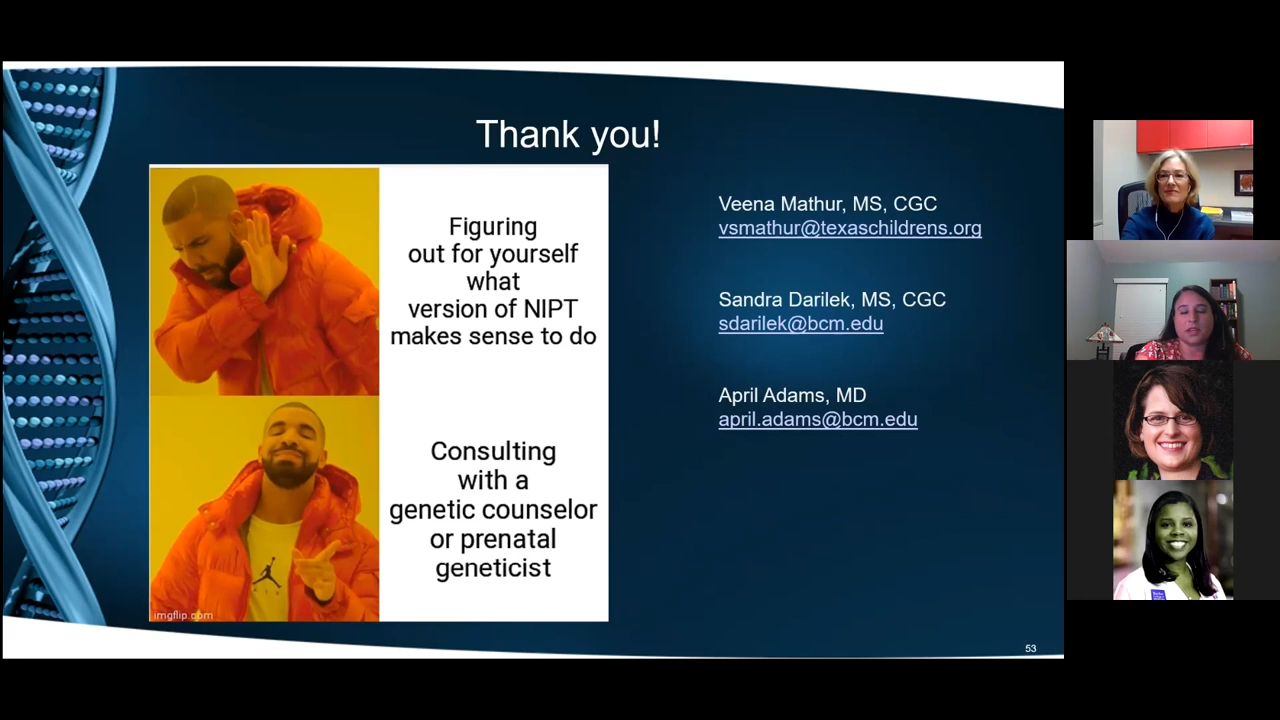 Thank you!
Figuring
out for yourself
what
version of NIPT
makes sense to do
Consulting
with a
genetic counselor
or prenatal
geneticist
imgflip.com
Veena Mathur, MS, CGC
vsmathur@texaschildrens.org
Sandra Darilek, MS, CGC
sdarilek@bcm.edu
April Adams, MD
april.adams@bcm.edu
53